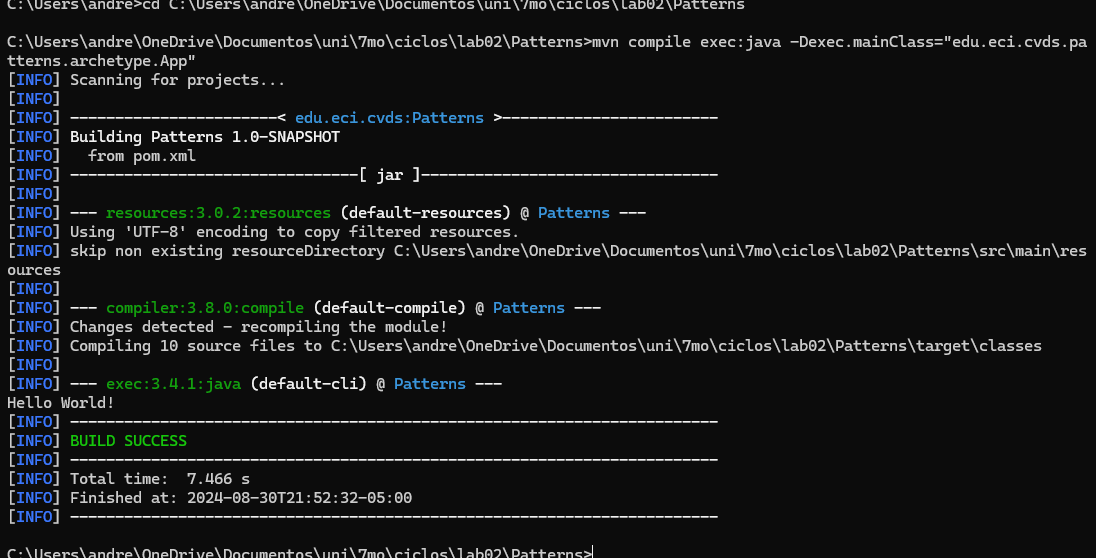 C:\Users\andre>cd C:\Users\andre\OneDrive\Documentos\uni\7mo\ciclos\lab02\Patterns
C:\Users\andre\OneDrive\Documentos\uni\7mo\ciclos\lab02\Patterns>mvn compile exec:java -Dexec.mainClass="edu.eci.cvds.pa
tterns.archetype.App"
[INFO] Scanning for projects...
[INFO]
[INFO] -----------------------< edu.eci.cvds:Patterns >------------------------
[INFO] Building Patterns 1.0-SNAPSHOT
[INFO]   from pom.xml
[INFO] --------------------------------[ jar ]---------------------------------
[INFO]
[INFO] --- resources:3.0.2:resources (default-resources) @ Patterns ---
[INFO] Using 'UTF-8' encoding to copy filtered resources.
[INFO] skip non existing resourceDirectory C:\Users\andre\OneDrive\Documentos\uni\7mo\ciclos\lab02\Patterns\src\main\res
ources
[INFO]
[INFO] --- compiler:3.8.0:compile (default-compile) @ Patterns ---
[INFO] Changes detected - recompiling the module!
[INFO] Compiling 10 source files to C:\Users\andre\OneDrive\Documentos\uni\7mo\ciclos\lab02\Patterns\target\classes
[INFO]
[INFO] --- exec:3.4.1:java (default-cli) @ Patterns ---
Hello World!
[INFO] ------------------------------------------------------------------------
[INFO] BUILD SUCCESS
[INFO] ------------------------------------------------------------------------
[INFO] Total time:  7.466 s
[INFO] Finished at: 2024-08-30T21:52:32-05:00
[INFO] ------------------------------------------------------------------------
C:\Users\andre\OneDrive\Documentos\uni\7mo\ciclos\lab02\Patterns>